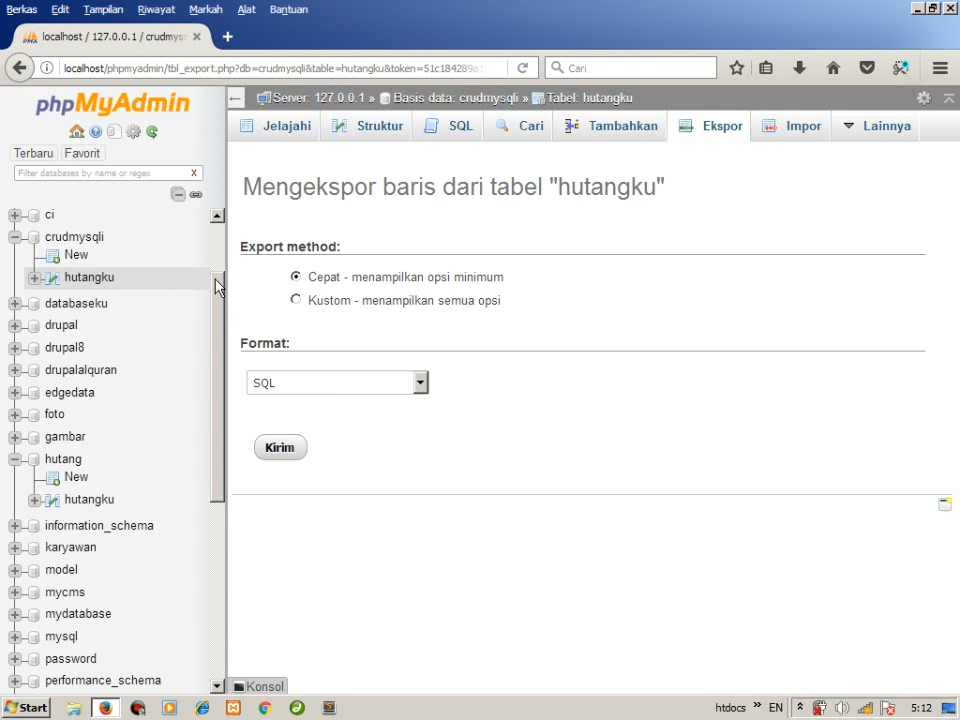 Berkas Edit Tampilan Riwayat Markah Alat Bantuan
localhost / 127.0.0.1 / crudmys
localhost/phpmyadmin/tbl_export.php?db=crudmysqli&table=hutangku&token=51c184289a
Cari
phpMyAdmin
Server: 127.0.0.1 » Basis data: crudmysqli » Tabel: hutangku
Jelajahi Struktur SQL Cari Tambahkan Ekspor Impor Lainnya
Terbaru Favorit
Filter databases by name or regex X
Mengekspor baris dari tabel "hutangku"
ci
crudmysqli
New
hutangku
databaseku
drupal
drupal8
drupalalquran
edgedata
foto
gambar
hutang
New
hutangku
information_schema
karyawan
model
mycms
mydatabase
mysql
password
performance_schema
Export method:
Cepat - menampilkan opsi minimum
Kustom - menampilkan semua opsi
Format:
SQL
Kirim
Konsol
Start
htdocs » EN 5:12